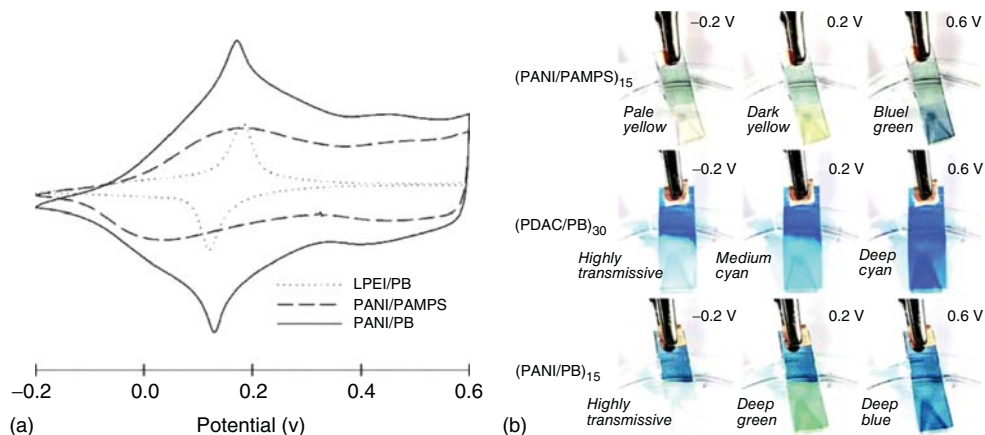 LPEI/PB
PANI/PAMPS
PANI/PB
−0.2 0.0 0.2 0.4 0.6
(a) Potential (v)
−0.2 V 0.2 V 0.6 V
(PANI/PAMPS)15
Pale yellow
Dark yellow
Bluel green
−0.2 V 0.2 V 0.6 V
(PDAC/PB)30
Highly transmissive
Medium cyan
Deep cyan
−0.2 V 0.2 V 0.6 V
(PANI/PB)15
Highly transmissive
Deep green
Deep blue
(b)